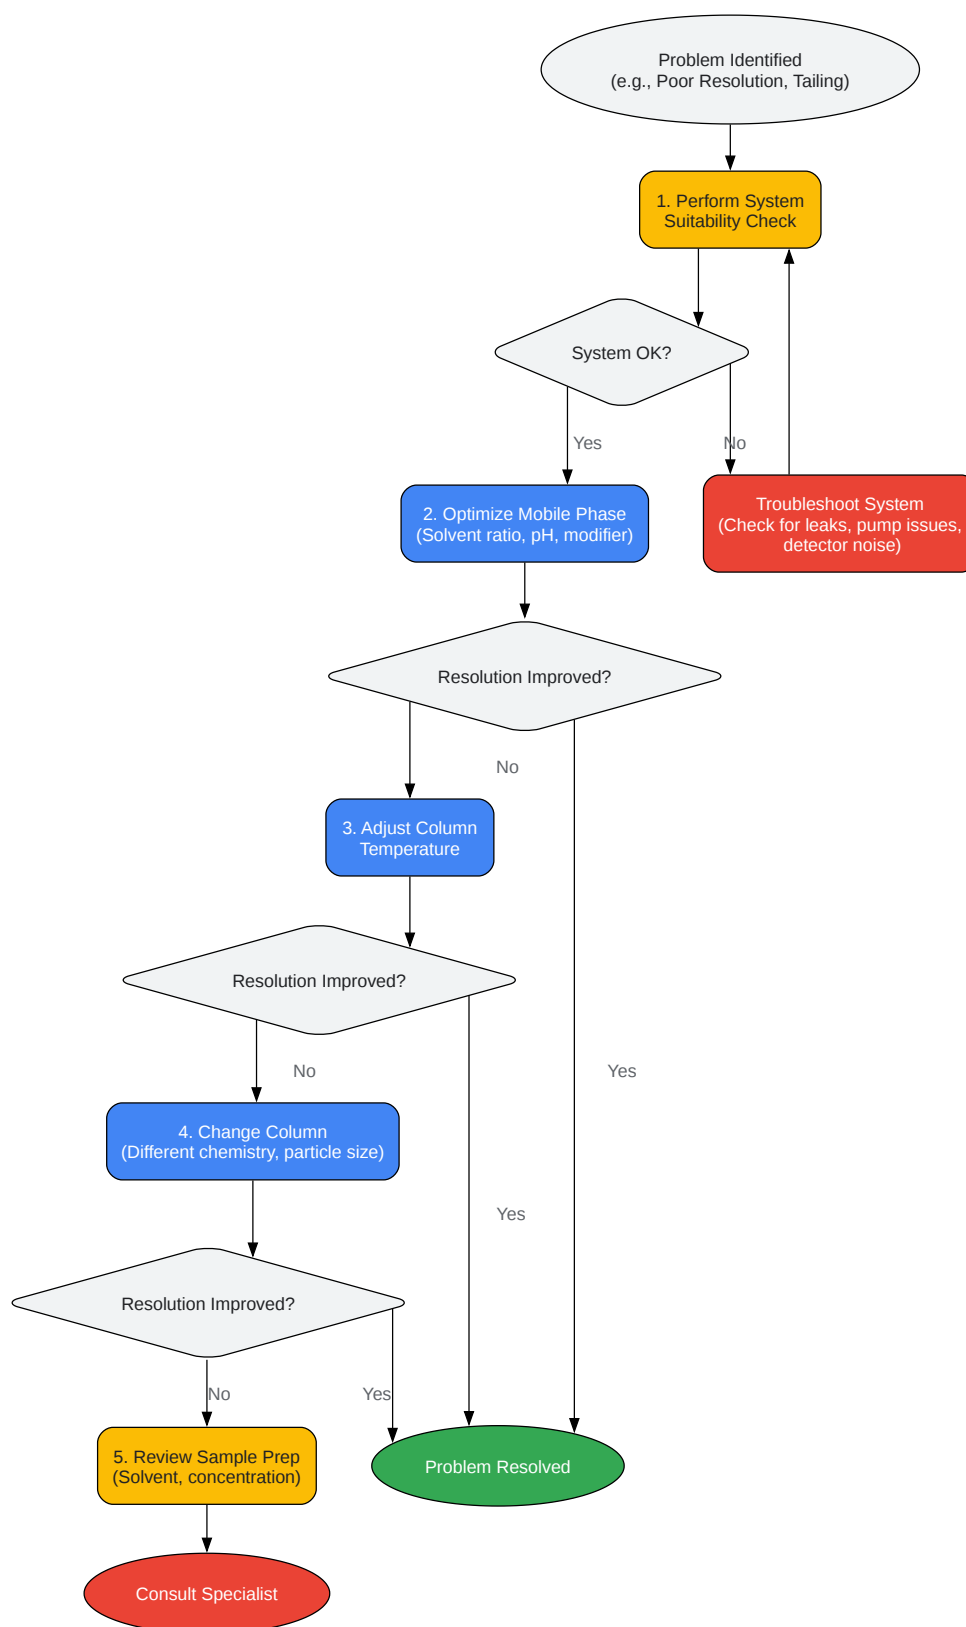 Problem Identified
(e.g., Poor Resolution, Tailing)
1. Perform System
Suitability Check
System OK?
Yes
No
2. Optimize Mobile Phase
(Solvent ratio, pH, modifier)
Troubleshoot System
(Check for leaks, pump issues,
detector noise)
Resolution Improved?
No
3. Adjust Column
Temperature
Resolution Improved?
No
Yes
4. Change Column
(Different chemistry, particle size)
Yes
Resolution Improved?
No
Yes
5. Review Sample Prep
(Solvent, concentration)
Problem Resolved
Consult Specialist